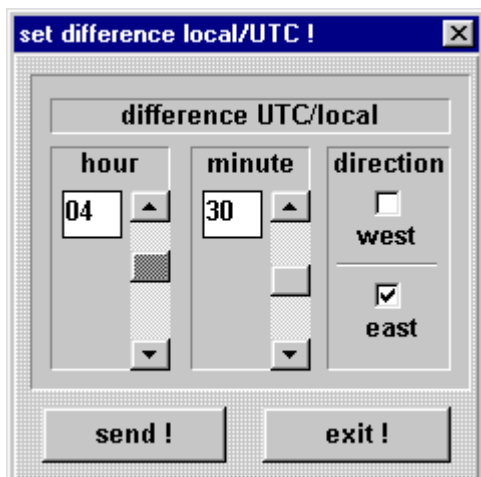 set difference local/UTC !
difference UTC/local
hour minute direction
04 30
west
east
send ! exit !